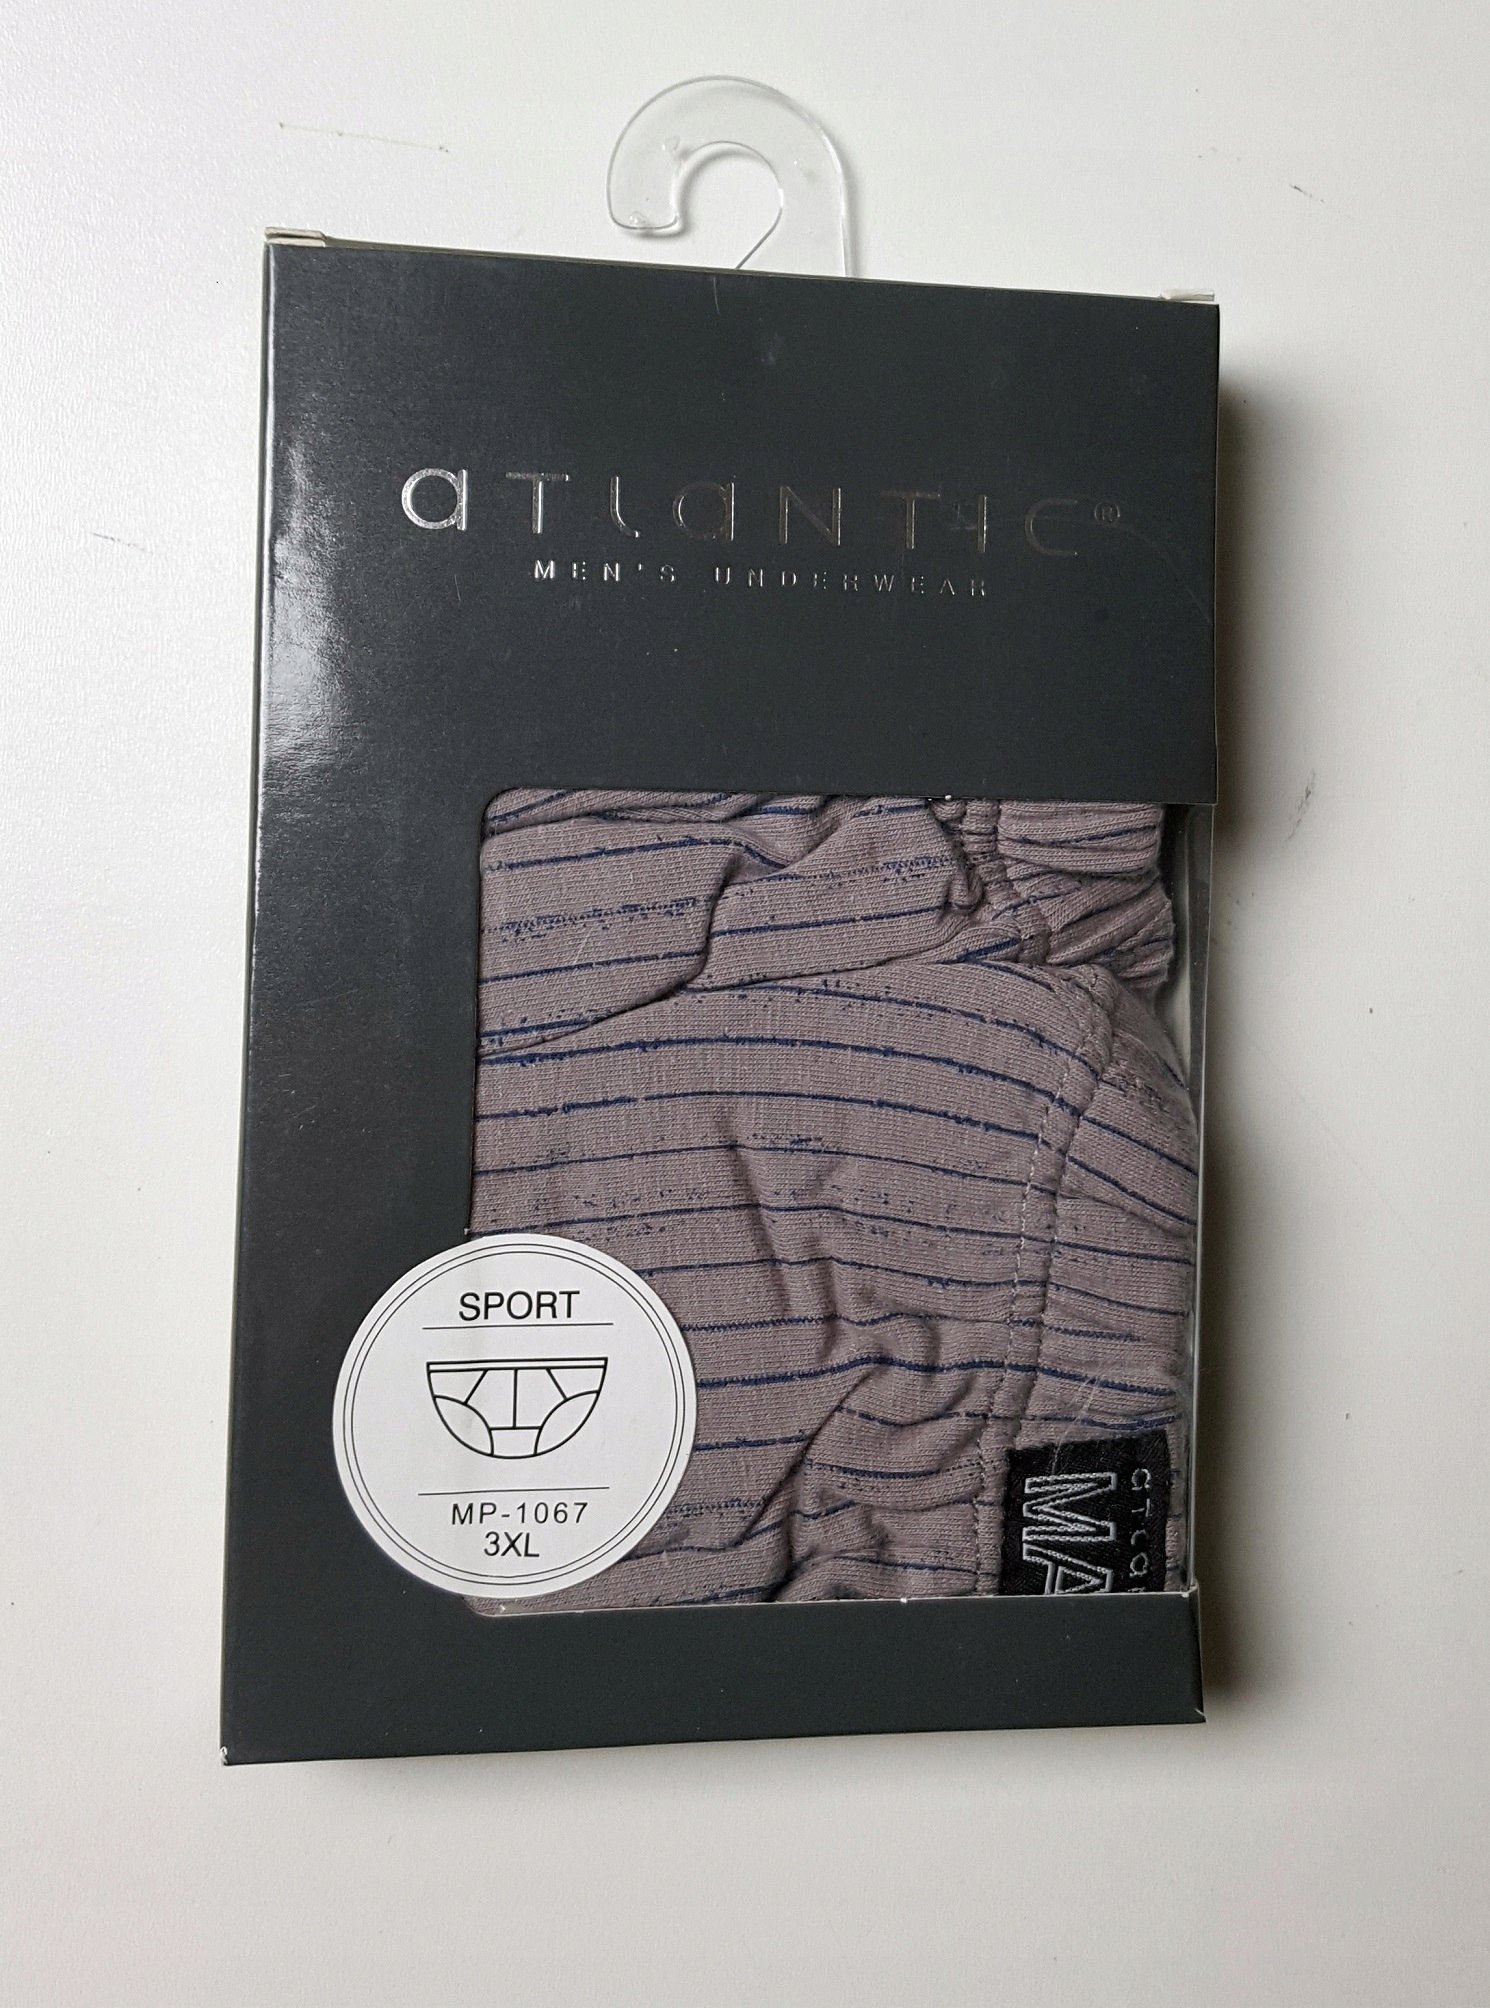 aTlaNTIC®
MEN'S UNDERWEAR
SPORT
MP-1067
3XL